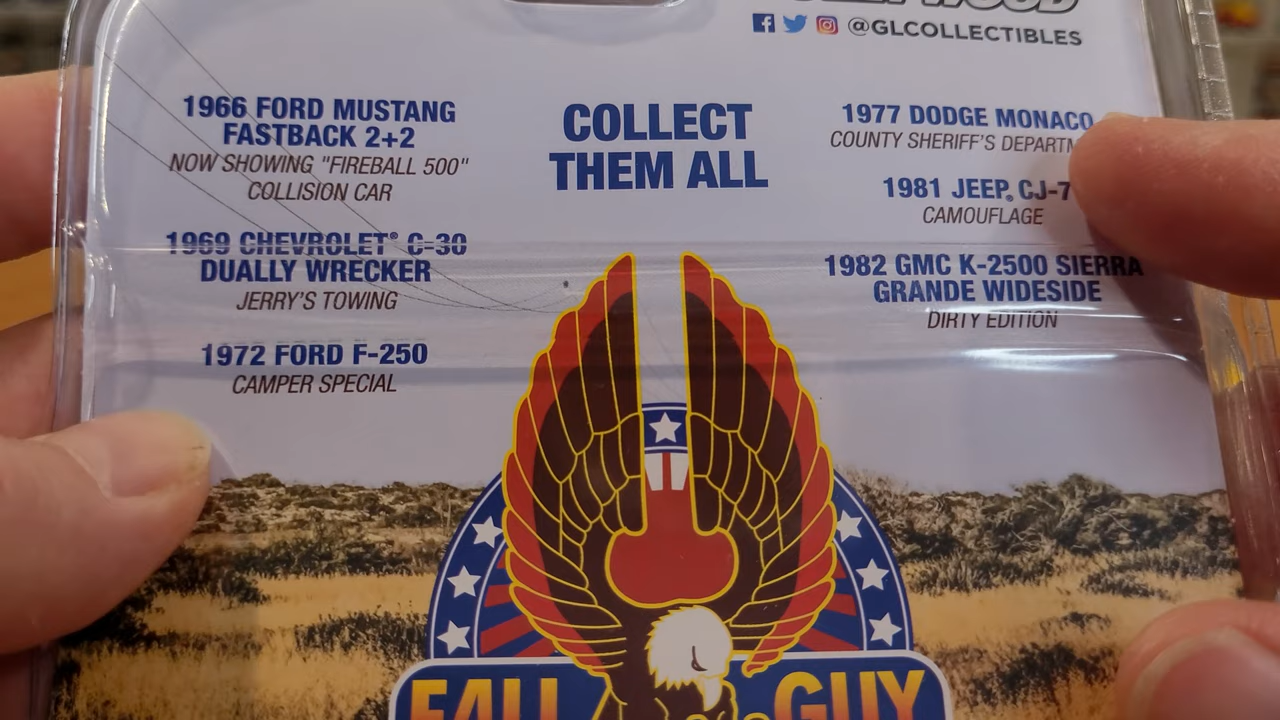 @GLCOLLECTIBLES
1966 FORD MUSTANG
FASTBACK 2+2
NOW SHOWING "FIREBALL 500"
COLLISION CAR
1969 CHEVROLET® C-30
DUALLY WRECKER
JERRY'S TOWING
1972 FORD F-250
CAMPER SPECIAL
COLLECT
THEM ALL
1977 DODGE MONACO
COUNTY SHERIFF'S
1981 JEEP® CJ-7
CAMOUFLAGE
1982 GMC K-2500 SIERRA
GRANDE WIDESIDE
DIRTY EDITION
FALL GUY